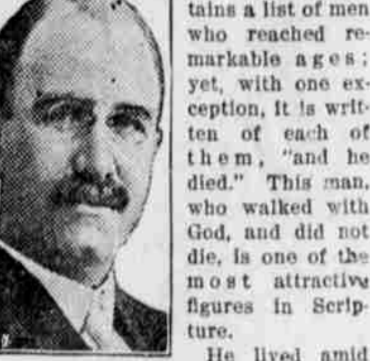 tains a list of men
who reached re-
markable ages;
yet, with one ex-
ception, it is writ-
ten of each of
them, "and he
died." This man,
who walked with
God, and did not
die, is one of the
most attractive
figures in Scrip-
ture.
He lived amid